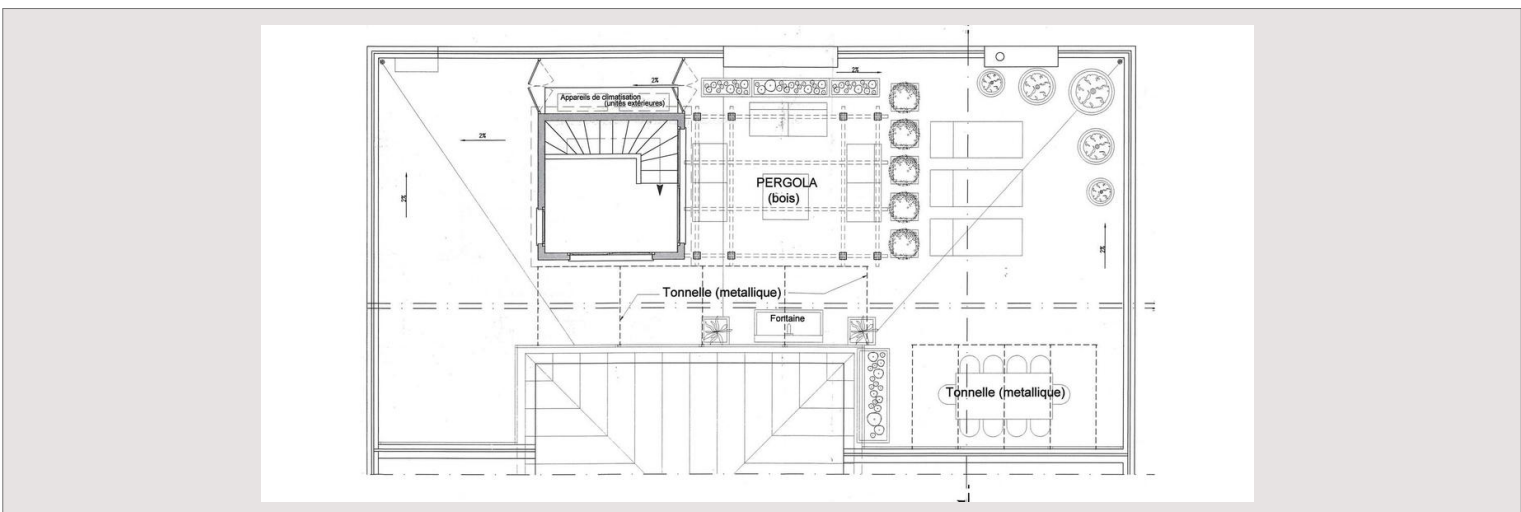 2%
2%
Appareils de climatisation
(unités extérieures)
2%
2%
2%
PERGOLA
(bois)
Tonnelle (metallique)
Fontaine
Tonnelle (metallique)